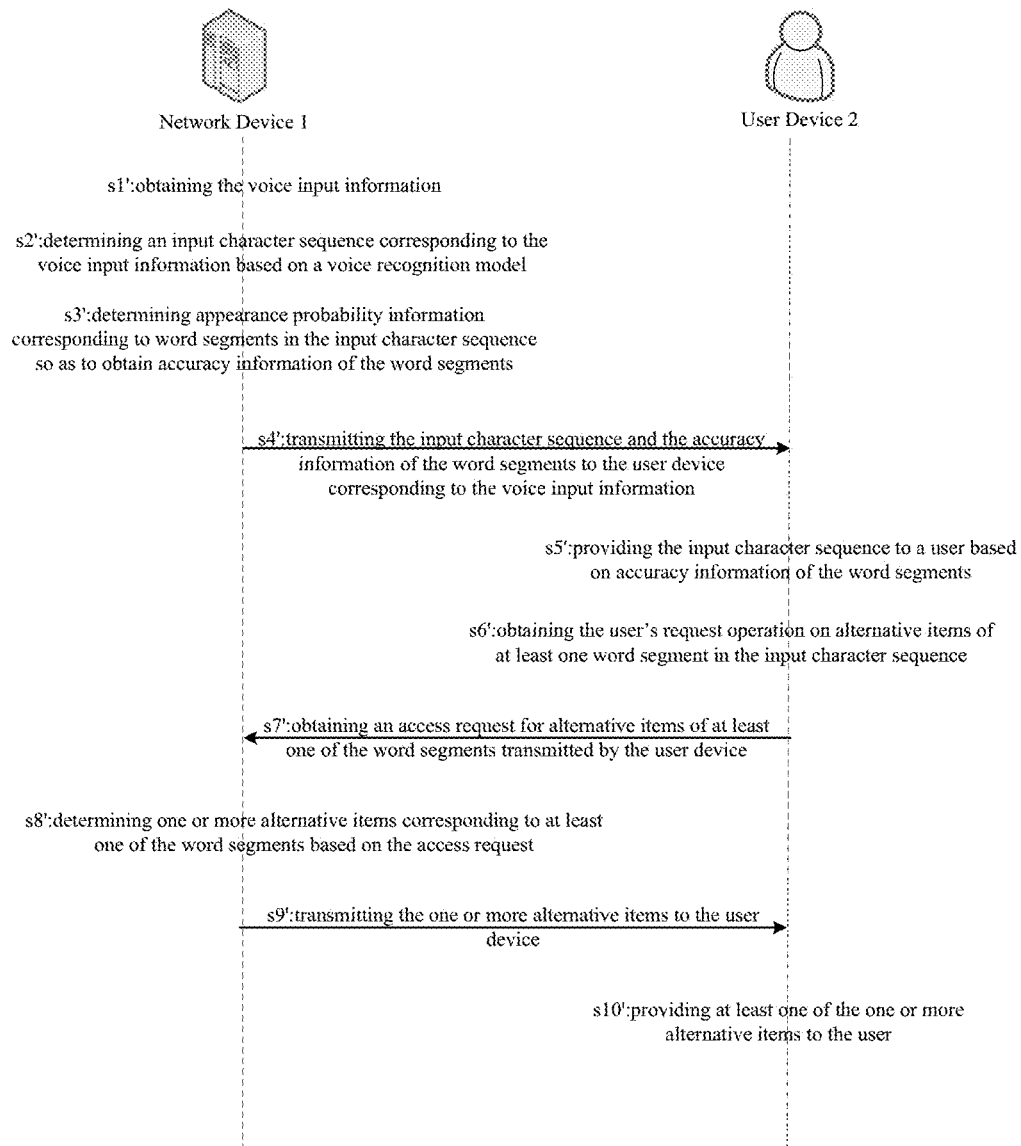 Network Device 1
User Device 2
s1':obtaining the voice input information
s2':determining an input character sequence corresponding to the
voice input information based on a voice recognition model
s3':determining appearance probability information
corresponding to word segments in the input character sequence
so as to obtain accuracy information of the word segments
s4':transmitting the input character sequence and the accuracy
information of the word segments to the user device
corresponding to the voice input information
s5':providing the input character sequence to a user based
on accuracy information of the word segments
s6':obtaining the user's request operation on alternative items of
at least one word segment in the input character sequence
s7':obtaining an access request for alternative items of at least
one of the word segments transmitted by the user device
s8':determining one or more alternative items corresponding to at least
one of the word segments based on the access request
s9':transmitting the one or more alternative items to the user
device
s10':providing at least one of the one or more
alternative items to the user